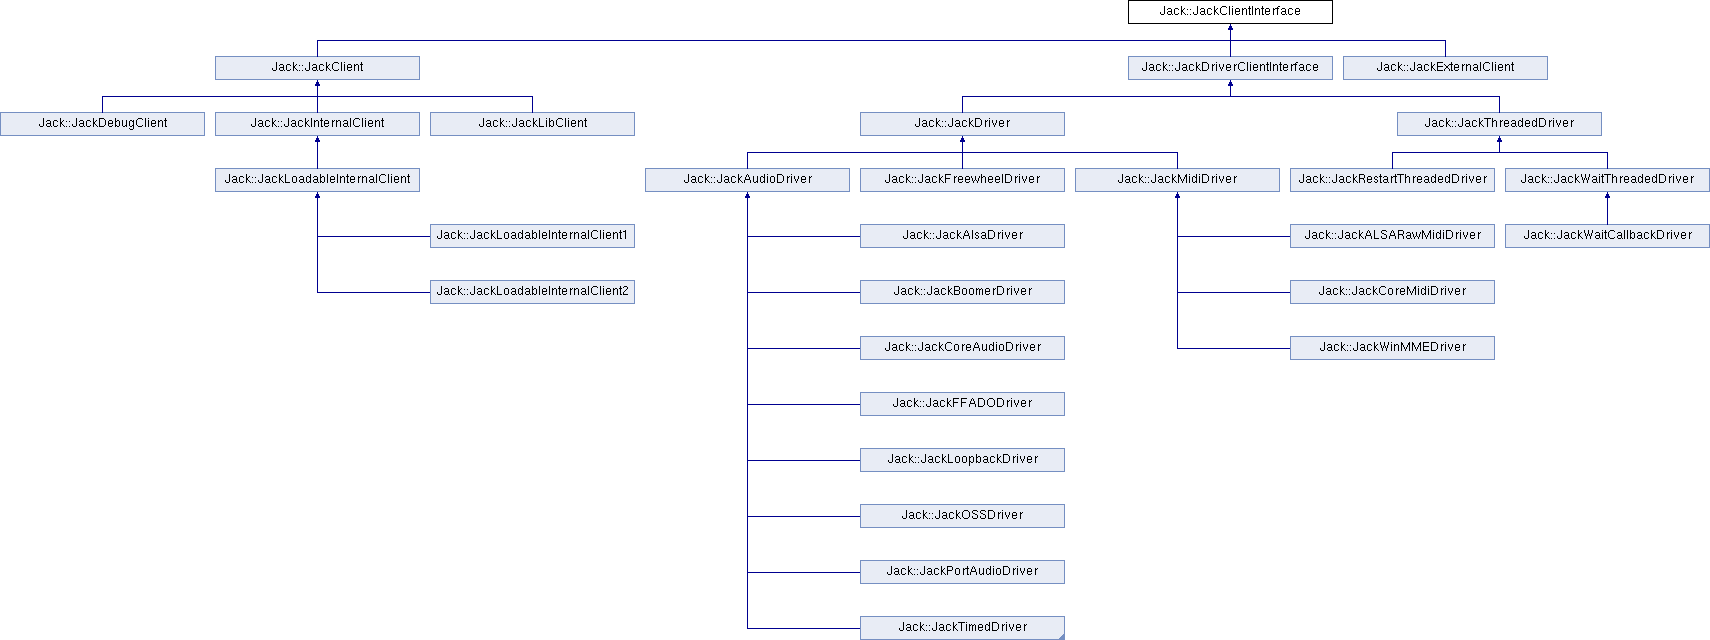 Jack::JackClientInterface
Jack::JackClient
Jack::JackDriverClientInterface
Jack::JackExternalClient
Jack::JackDebugClient
Jack::JackInternalClient
Jack::JackLibClient
Jack::JackDriver
Jack::JackThreadedDriver
Jack::JackLoadableInternalClient
Jack::JackAudioDriver
Jack::JackFreewheelDriver
Jack::JackMidiDriver
Jack::JackRestartThreadedDriver
Jack::JackWaitThreadedDriver
Jack::JackLoadableInternalClient1
Jack::JackAlsaDriver
Jack::JackALSARawMidiDriver
Jack::JackWaitCallbackDriver
Jack::JackLoadableInternalClient2
Jack::JackBoomerDriver
Jack::JackCoreMidiDriver
Jack::JackCoreAudioDriver
Jack::JackWinMMEDriver
Jack::JackFFADODriver
Jack::JackLoopbackDriver
Jack::JackOSSDriver
Jack::JackPortAudioDriver
Jack::JackTimedDriver